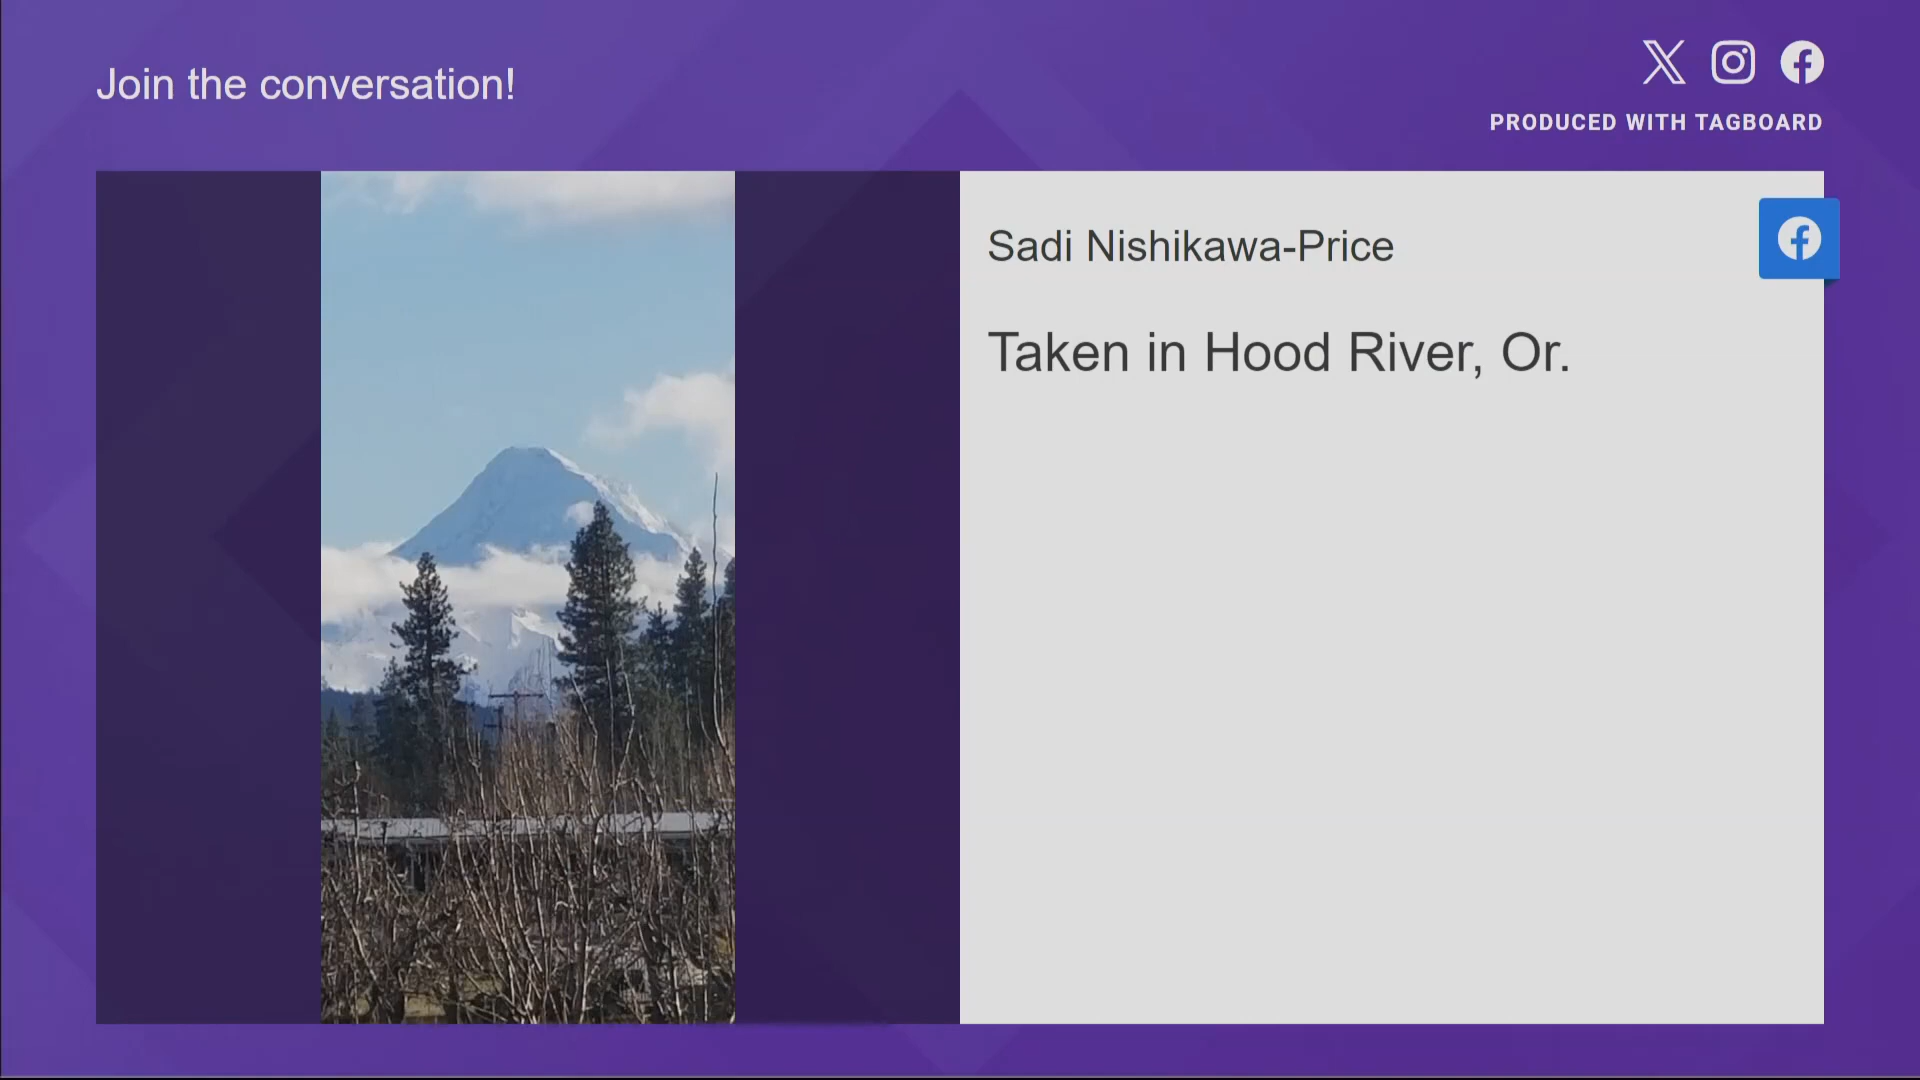 Join the conversation!
PRODUCED WITH TAGBOARD
Sadi Nishikawa-Price
Taken in Hood River, Or.